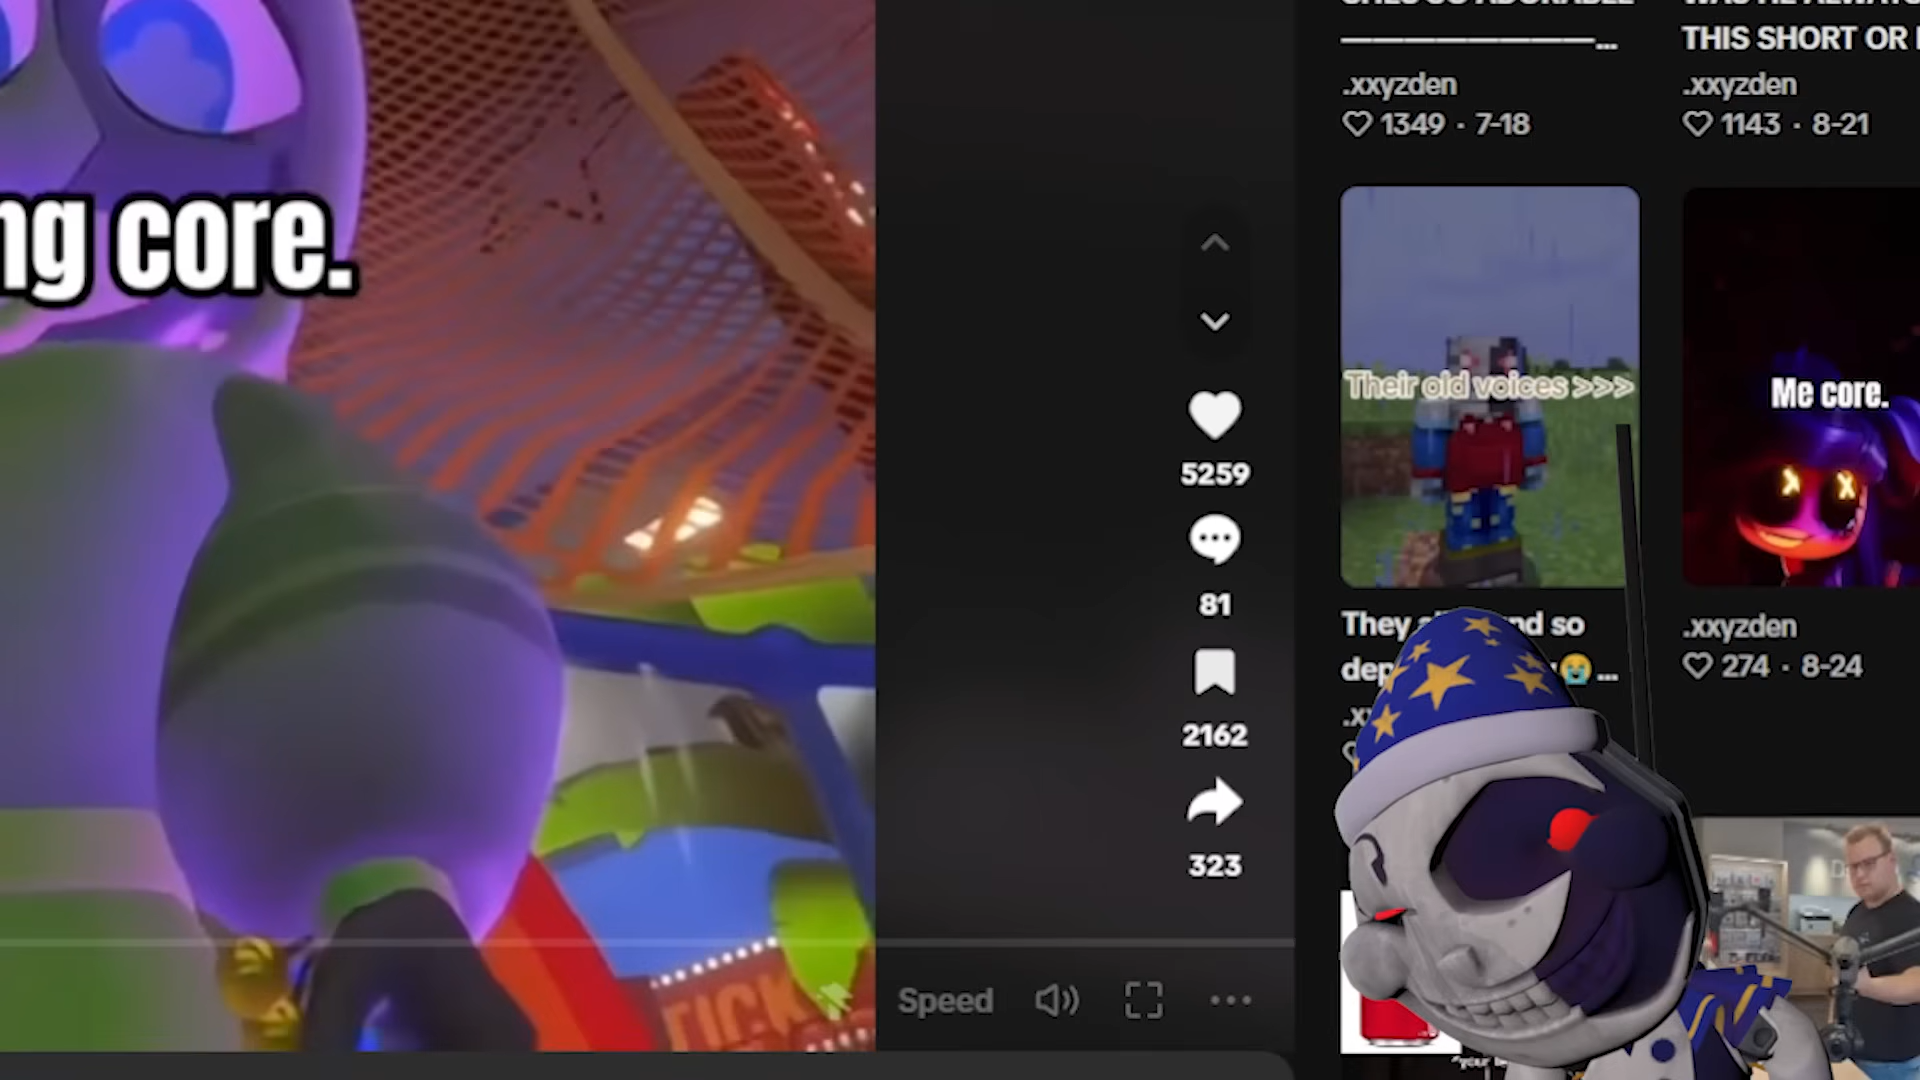 ng core.
TICK
5259
81
2162
323
Speed
...
THIS SHORT OR
.xxyzden
1349 · 7-18
.xxyzden
1143 · 8-21
Their old voices >>>
Me core.
They nd so
...
.xxyzden
274 · 8-24